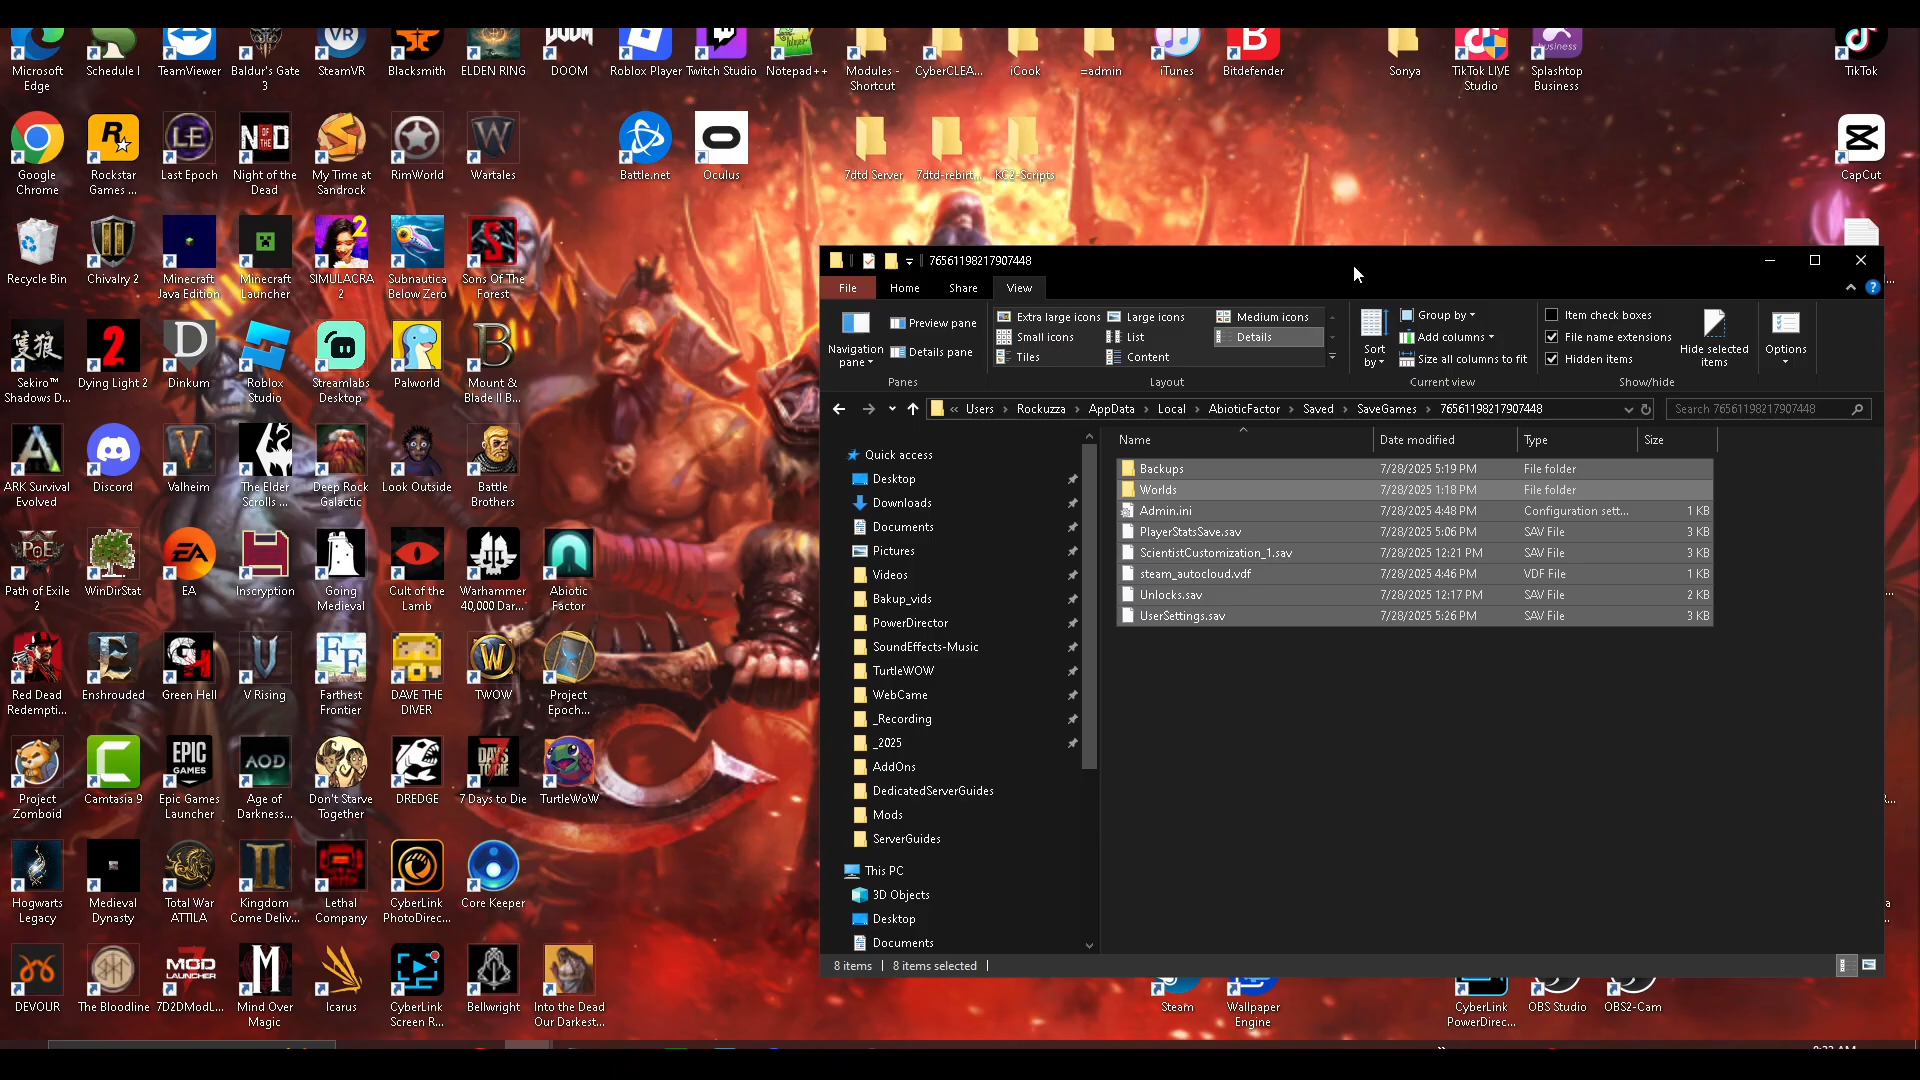 Microsoft
Edge
Schedule I
TeamViewer
Baldur's Gate
3
SteamVR
Blacksmith
ELDEN RING
DOOM
Roblox Player
Twitch Studio
Notepad++
Modules -
Shortcut
CyberCLEA...
iCook
=admin
iTunes
Bitdefender
Sonya
TikTok LIVE
Studio
Splashtop
Business
TikTok
Google
Chrome
Rockstar
Games ...
Last Epoch
Night of the
Dead
My Time at
Sandrock
RimWorld
Wartales
Battle.net
Oculus
7dtd Server
7dtd-rebirt...
KC2-Scripts
CapCut
Recycle Bin
Chivalry 2
Minecraft
Java Edition
Minecraft
Launcher
SIMULACRA
2
Subnautica
Below Zero
Sons Of The
Forest
Sekiro™
Shadows D...
Dying Light 2
Dinkum
Roblox
Studio
Streamlabs
Desktop
Palworld
Mount &
Blade II B...
ARK Survival
Evolved
Discord
Valheim
The Elder
Scrolls ...
Deep Rock
Galactic
Look Outside
Battle
Brothers
Path of Exile
2
WinDirStat
EA
Inscryption
Going
Medieval
Cult of the
Lamb
Warhammer
40,000 Dar...
Abiotic
Factor
Red Dead
Redempti...
Enshrouded
Green Hell
V Rising
Farthest
Frontier
DAVE THE
DIVER
TWOW
Project
Epoch...
Project
Zomboid
Camtasia 9
Epic Games
Launcher
Age of
Darkness...
Don't Starve
Together
DREDGE
7 Days to Die
TurtleWoW
Hogwarts
Legacy
Medieval
Dynasty
Total War
ATTILA
Kingdom
Come Deliv...
Lethal
Company
CyberLink
PhotoDirec...
Core Keeper
DEVOUR
The Bloodline
7D2DModL...
Mind Over
Magic
Icarus
CyberLink
Screen R...
Bellwright
Into the Dead
Our Darkest...
Steam
Wallpaper
Engine
CyberLink
PowerDirec...
OBS Studio
OBS2-Cam
76561198217907448
File
Home
Share
View
Navigation
pane
Preview pane
Details pane
Panes
Extra large icons
Large icons
Medium icons
Small icons
List
Details
Tiles
Content
Layout
Sort
by
Group by
Add columns
Size all columns to fit
Current view
Item check boxes
File name extensions
Hidden items
Hide selected
items
Show/hide
Options
« Users › Rockuzza › AppData › Local › AbioticFactor › Saved › SaveGames › 76561198217907448
Search 76561198217907448
Quick access
Desktop
Downloads
Documents
Pictures
Videos
Bakup_vids
PowerDirector
SoundEffects-Music
TurtleWOW
WebCame
_Recording
_2025
AddOns
DedicatedServerGuides
Mods
ServerGuides
This PC
3D Objects
Desktop
Documents
Name Date modified Type Size
Backups 7/28/2025 5:19 PM File folder
Worlds 7/28/2025 1:18 PM File folder
Admin.ini 7/28/2025 4:48 PM Configuration sett... 1 KB
PlayerStatsSave.sav 7/28/2025 5:06 PM SAV File 3 KB
ScientistCustomization_1.sav 7/28/2025 12:21 PM SAV File 3 KB
steam_autocloud.vdf 7/28/2025 4:46 PM VDF File 1 KB
Unlocks.sav 7/28/2025 12:17 PM SAV File 2 KB
UserSettings.sav 7/28/2025 5:26 PM SAV File 3 KB
8 items
8 items selected